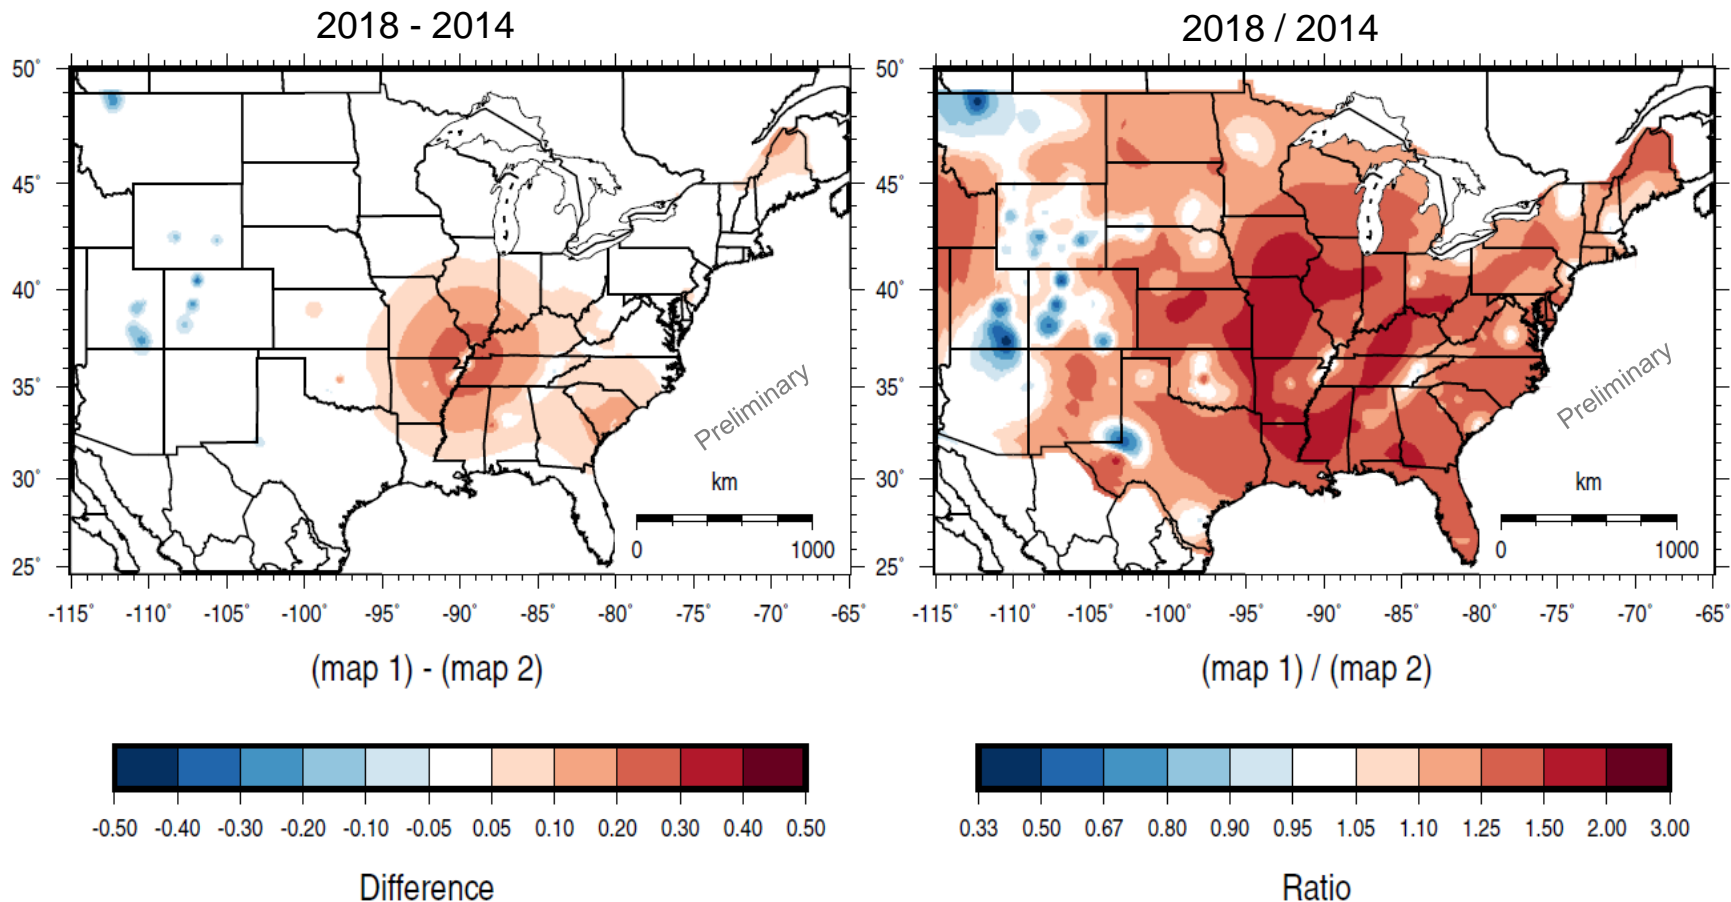 2018 - 2014
2018 / 2014
50°
45°
40°
35°
30°
25°
-115° -110° -105° -100° -95° -90° -85° -80° -75° -70° -65°
Preliminary
km
0 1000
50°
45°
40°
35°
30°
25°
-115° -110° -105° -100° -95° -90° -85° -80° -75° -70° -65°
Preliminary
km
0 1000
(map 1) - (map 2)
(map 1) / (map 2)
-0.50 -0.40 -0.30 -0.20 -0.10 -0.05 0.05 0.10 0.20 0.30 0.40 0.50
0.33 0.50 0.67 0.80 0.90 0.95 1.05 1.10 1.25 1.50 2.00 3.00
Difference
Ratio